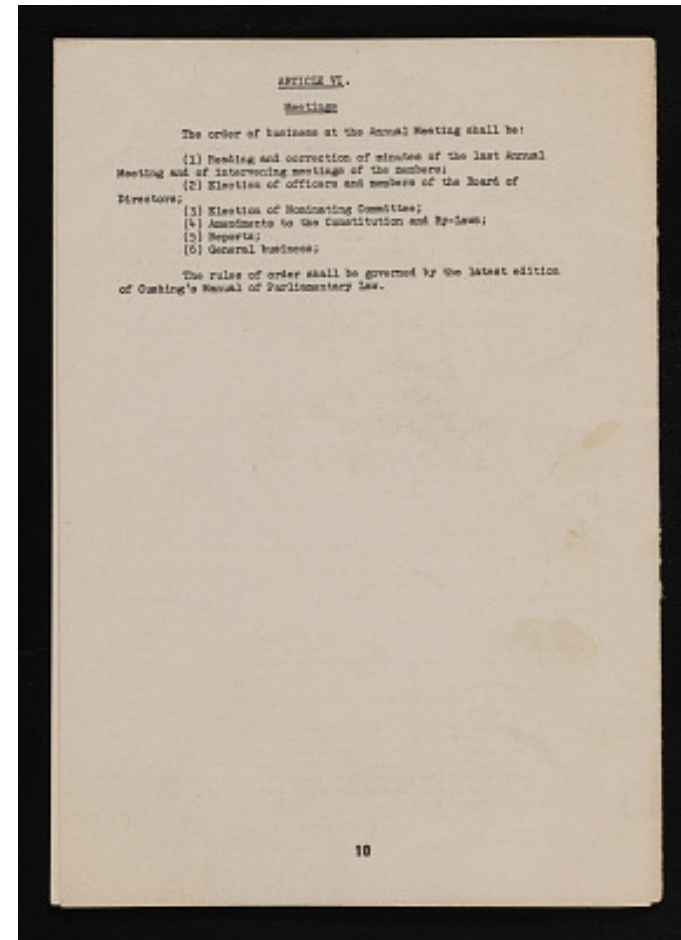 ARTICLE VI.
Meetings
The order of business at the Annual Meeting shall be:
(1) Reading and correction of minutes of the last Annual
Meeting and of intervening meetings of the members;
(2) Election of officers and members of the Board of
Directors;
(3) Election of Nominating Committee;
(4) Amendments to the Constitution and By-Laws;
(5) Reports;
(6) General business;
The rules of order shall be governed by the latest edition
of Cushing's Manual of Parliamentary Law.
10